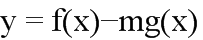 y = f(x)−mg(x)